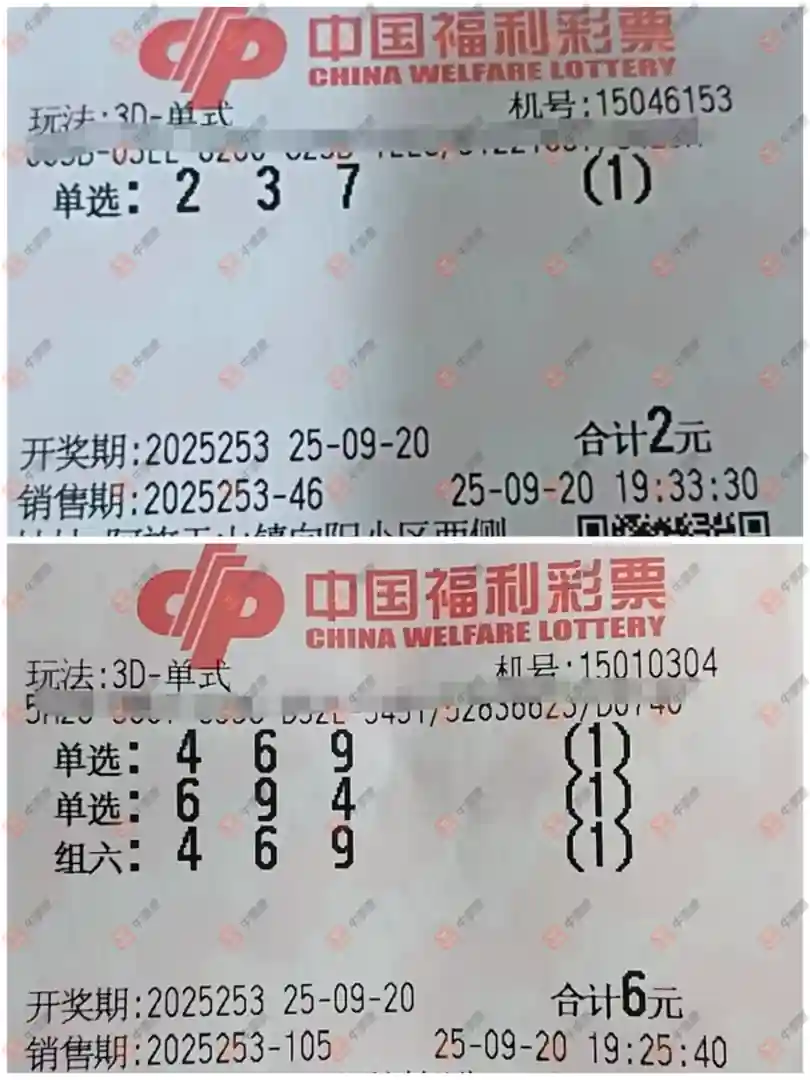 中国福利彩票
CHINA WELFARE LOTTERY
玩法:3D-单式 机号:15046153
单选: 2 3 7 (1)
开奖期:2025253 25-09-20 合计2元
销售期:2025253-46 25-09-20 19:33:30
中国福利彩票
CHINA WELFARE LOTTERY
玩法:3D-单式 机号:15010304
单选: 4 6 9 (1)
单选: 6 9 4 (1)
组六: 4 6 9 (1)
开奖期:2025253 25-09-20 合计6元
销售期:2025253-105 25-09-20 19:25:40